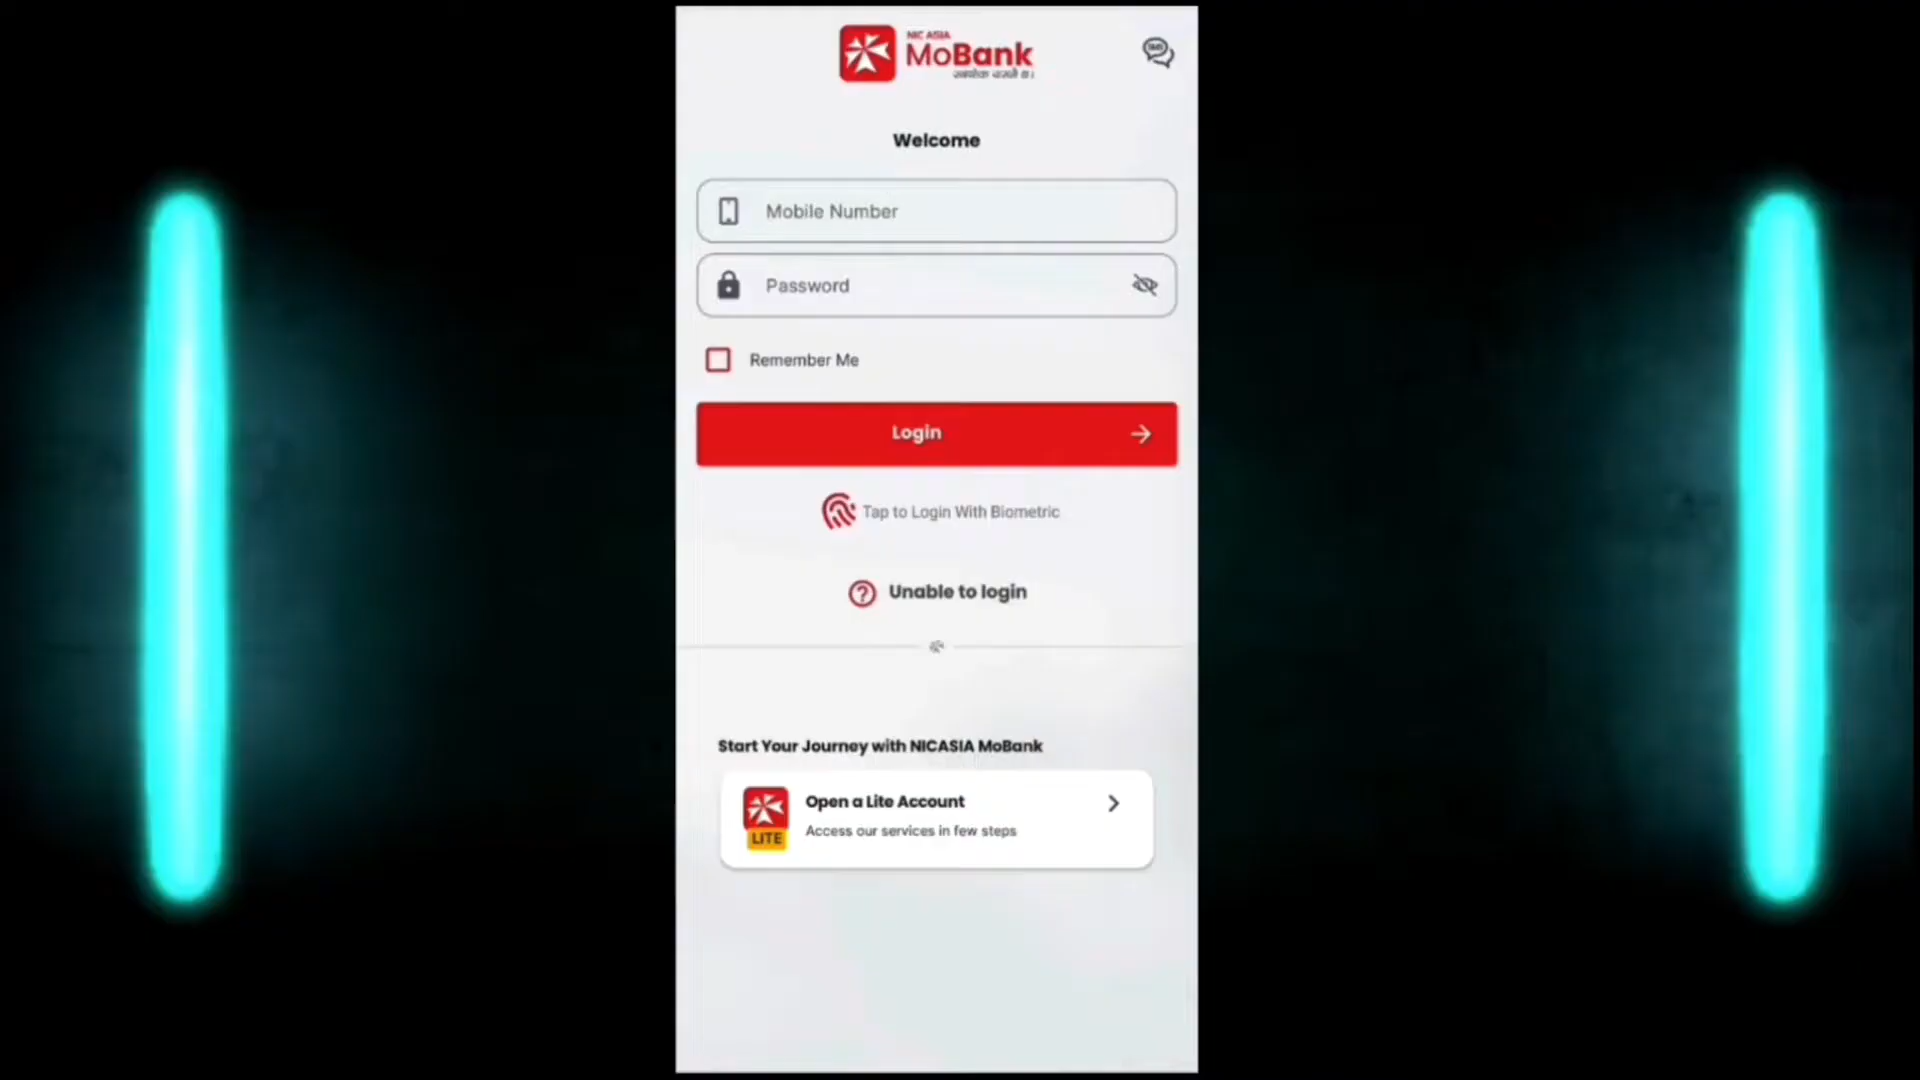 NIC ASIA
MoBank
Welcome
Mobile Number
Password
Remember Me
Login
Tap to Login With Biometric
Unable to login
Start Your Journey with NICASIA MoBank
Open a Lite Account
Access our services in few steps
LITE